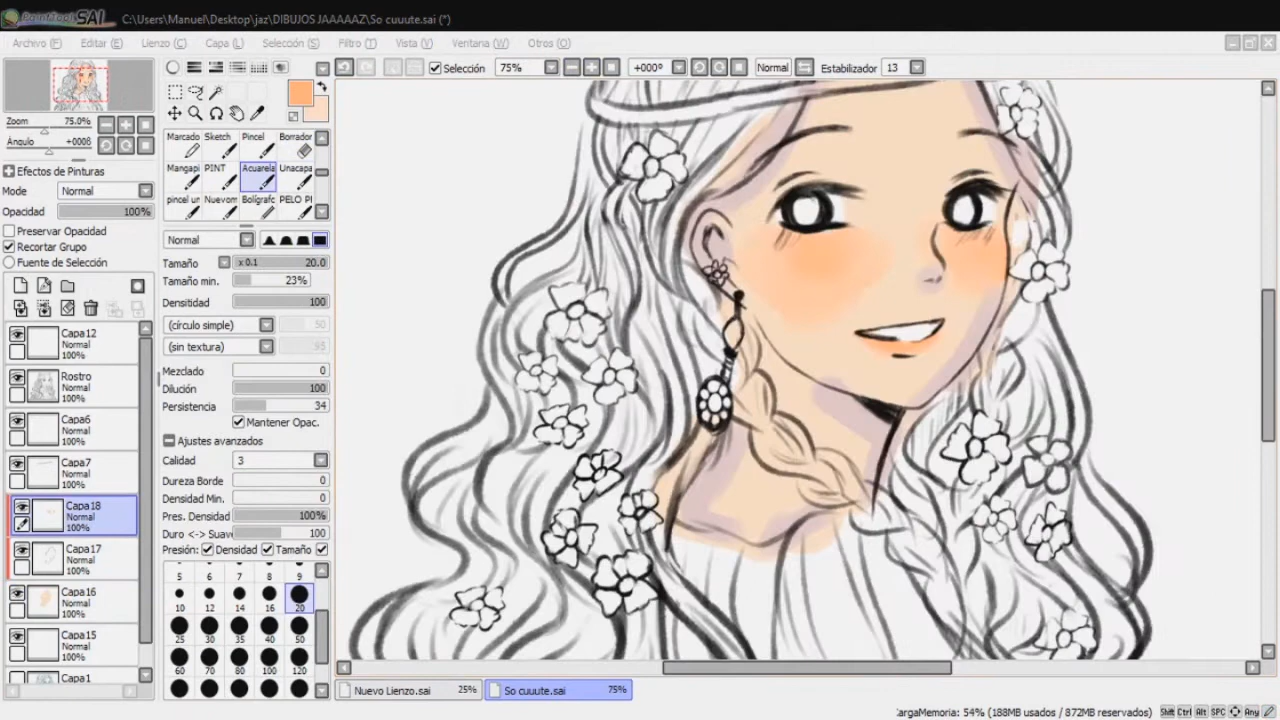 PaintTool SAI C:\Users\Manuel\Desktop\jaz\DIBUJOS JAAAAAZ\So cuuute.sai (*)
Archivo (F) Editar (E) Lienzo (C) Capa (L) Selección (S) Filtro (T) Vista (V) Ventana (W) Otros (O)
Selección 75% +000º Normal Estabilizador 13
Zoom 75.0%
Ángulo +000ß
Efectos de Pinturas
Modo Normal
Opacidad 100%
Preservar Opacidad
Recortar Grupo
Fuente de Selección
Capa12
Normal
100%
Rostro
Normal
100%
Capa6
Normal
100%
Capa7
Normal
100%
Capa18
Normal
100%
Capa17
Normal
100%
Capa16
Normal
100%
Capa15
Normal
100%
Capa1
Marcado Sketch Pincel Borrador
Mangapi PINT Acuarela Unacapa
pincel un Nuevom Bolígraf PELO PI
Normal
Tamaño x 0.1 20.0
Tamaño min. 23%
Densitidad 100
(círculo simple) 50
(sin textura) 95
Mezclado 0
Dilución 100
Persistencia 34
Mantener Opac.
Ajustes avanzados
Calidad 3
Dureza Borde 0
Densidad Min. 0
Pres. Densidad 100%
Duro <-> Suave 100
Presión: Densidad Tamaño
5 6 7 8 9
10 12 14 16 20
25 30 35 40 50
60 70 80 100 120
Nuevo Lienzo.sai 25% So cuuute.sai 75%
CargaMemoria: 54% (188MB usados / 872MB reservados) Shift Ctrl Alt SPC Any